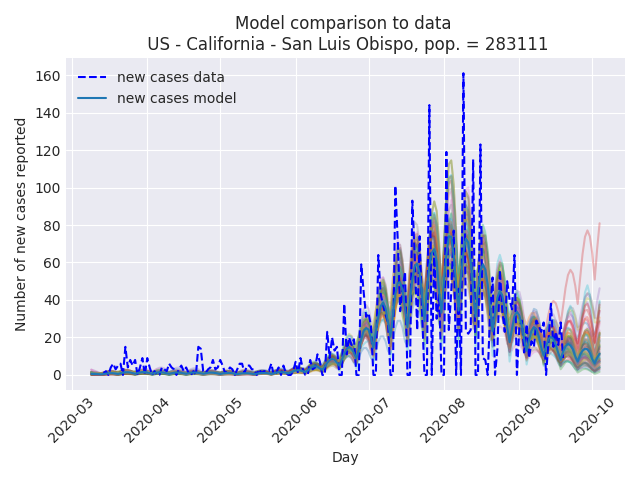 Model comparison to data
US - California - San Luis Obispo, pop. = 283111
new cases data
new cases model
Number of new cases reported
160
140
120
100
80
60
40
20
0
2020-03
2020-04
2020-05
2020-06
2020-07
2020-08
2020-09
2020-10
Day